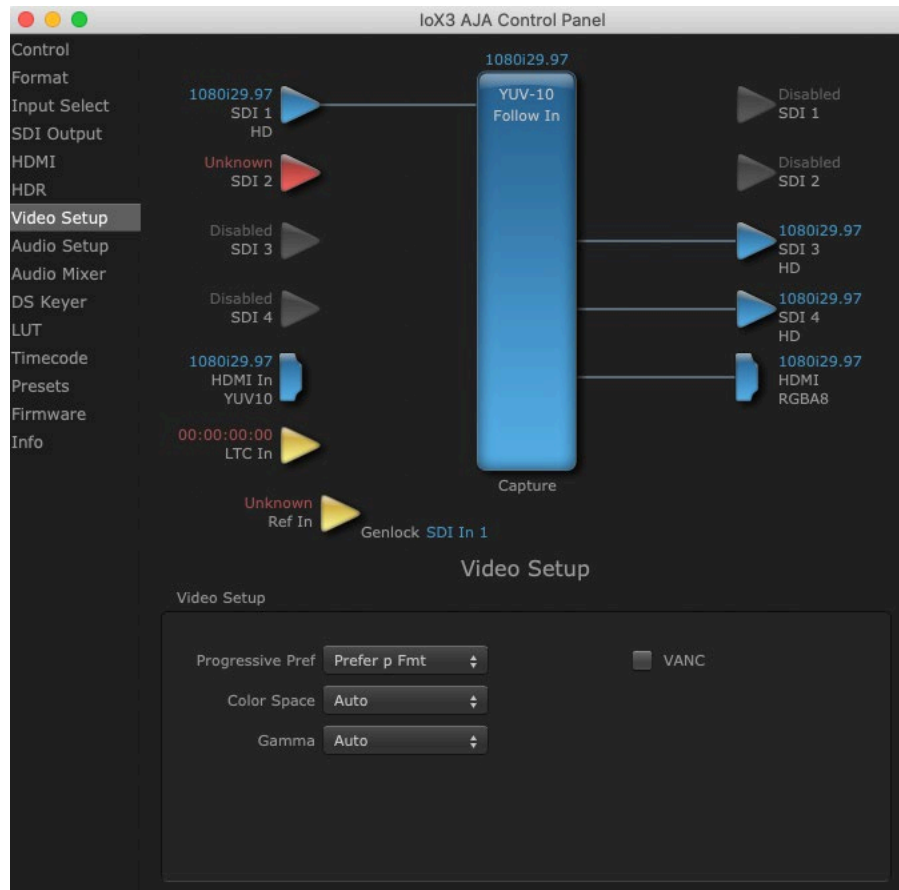 IoX3 AJA Control Panel
Control
Format
Input Select
SDI Output
HDMI
HDR
Video Setup
Audio Setup
Audio Mixer
DS Keyer
LUT
Timecode
Presets
Firmware
Info
1080i29.97
SDI 1
HD
Unknown
SDI 2
Disabled
SDI 3
Disabled
SDI 4
1080i29.97
HDMI In
YUV10
00:00:00:00
LTC In
Unknown
Ref In
Genlock SDI In 1
1080i29.97
YUV-10
Follow In
Capture
Disabled
SDI 1
Disabled
SDI 2
1080i29.97
SDI 3
HD
1080i29.97
SDI 4
HD
1080i29.97
HDMI
RGBA8
Video Setup
Video Setup
Progressive Pref Prefer p Fmt
VANC
Color Space Auto
Gamma Auto